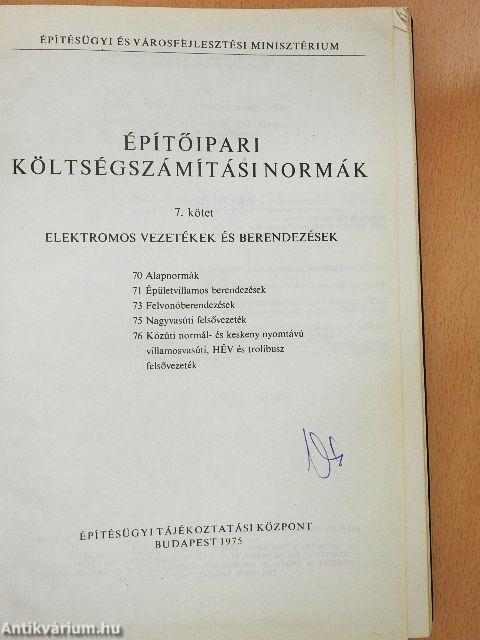 ÉPÍTÉSÜGYI ÉS VÁROSFEJLESZTÉSI MINISZTÉRIUM
ÉPÍTŐIPARI
KÖLTSÉGSZÁMÍTÁSI NORMÁK
7. kötet
ELEKTROMOS VEZETÉKEK ÉS BERENDEZÉSEK
70 Alapnormák
71 Épületvillamos berendezések
73 Felvonóberendezések
75 Nagyvasúti felsővezeték
76 Közúti normál- és keskeny nyomtávú
villamosvasúti, HÉV és trolibusz
felsővezeték
ÉPÍTÉSÜGYI TÁJÉKOZTATÁSI KÖZPONT
BUDAPEST 1975
Antikvárium.hu